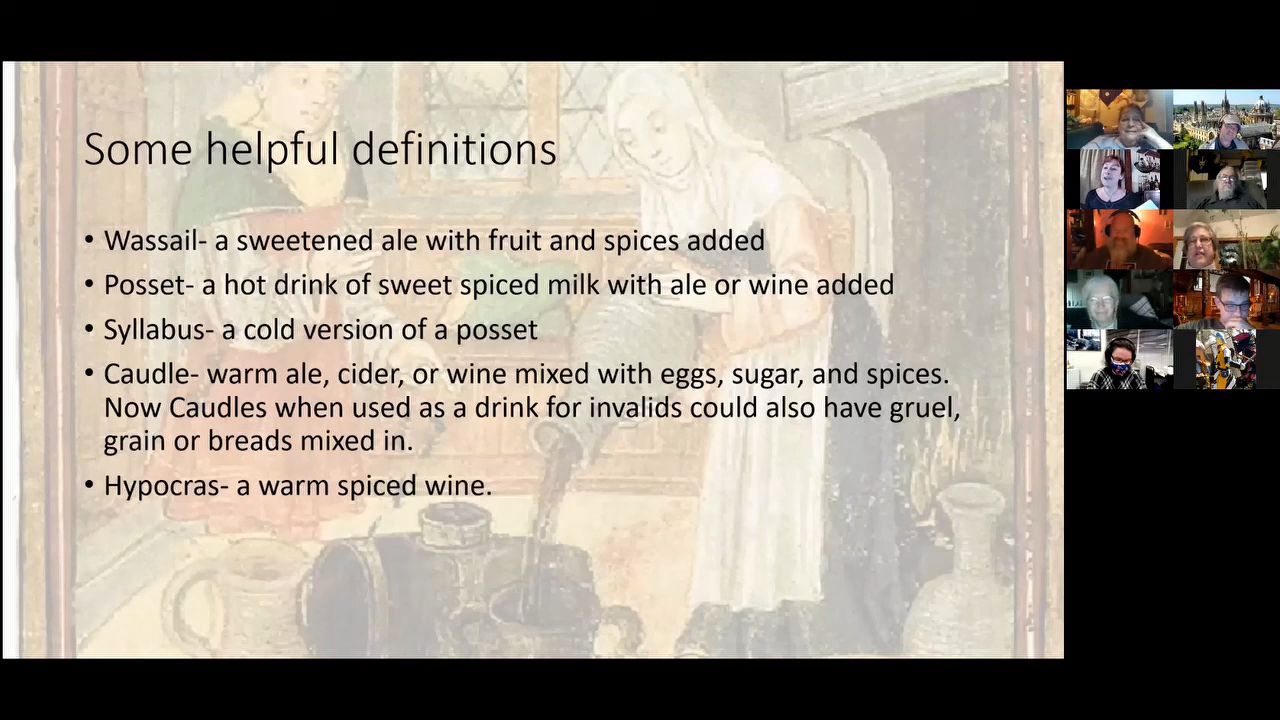 Some helpful definitions
• Wassail- a sweetened ale with fruit and spices added
• Posset- a hot drink of sweet spiced milk with ale or wine added
• Syllabus- a cold version of a posset
• Caudle- warm ale, cider, or wine mixed with eggs, sugar, and spices.
Now Caudles when used as a drink for invalids could also have gruel,
grain or breads mixed in.
• Hypocras- a warm spiced wine.